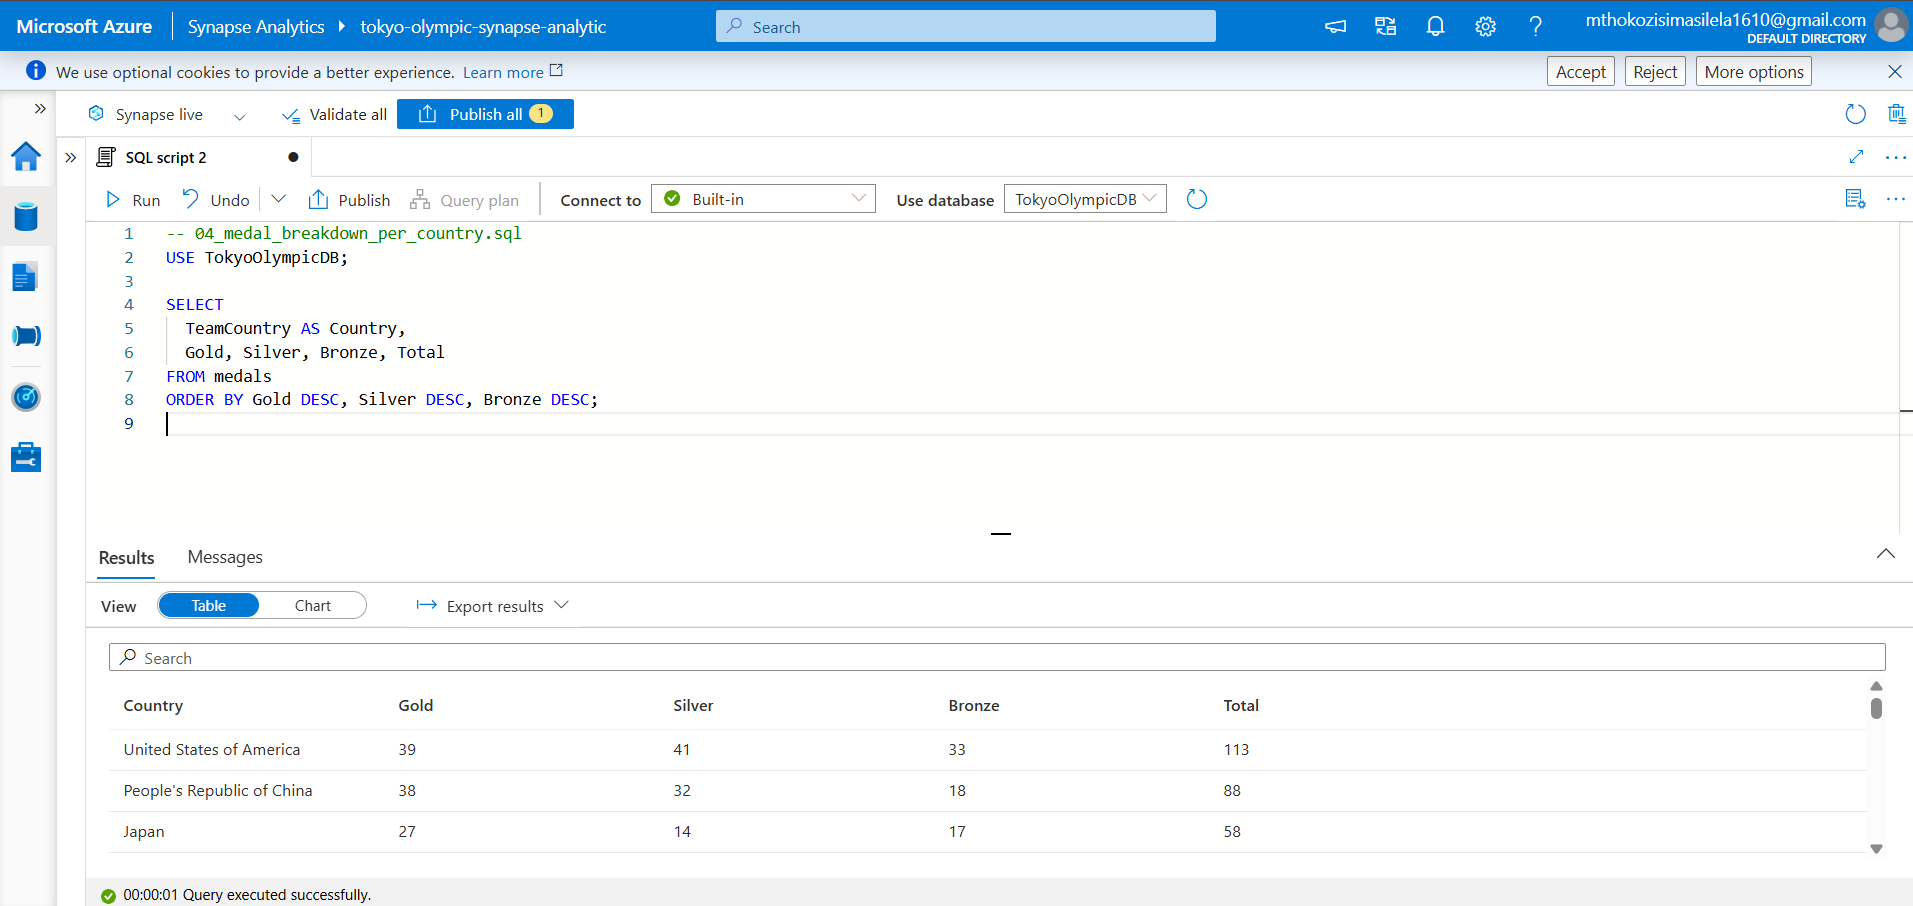 Microsoft Azure Synapse Analytics tokyo-olympic-synapse-analytic Search mthokozisimasilela1610@gmail.com
DEFAULT DIRECTORY
We use optional cookies to provide a better experience. Learn more Accept Reject More options
Synapse live Validate all Publish all 1
SQL script 2
Run Undo Publish Query plan Connect to Built-in Use database TokyoOlympicDB
1 -- 04_medal_breakdown_per_country.sql
2 USE TokyoOlympicDB;
3
4 SELECT
5 TeamCountry AS Country,
6 Gold, Silver, Bronze, Total
7 FROM medals
8 ORDER BY Gold DESC, Silver DESC, Bronze DESC;
9
Results Messages
View Table Chart Export results
Search
Country Gold Silver Bronze Total
United States of America 39 41 33 113
People's Republic of China 38 32 18 88
Japan 27 14 17 58
00:00:01 Query executed successfully.